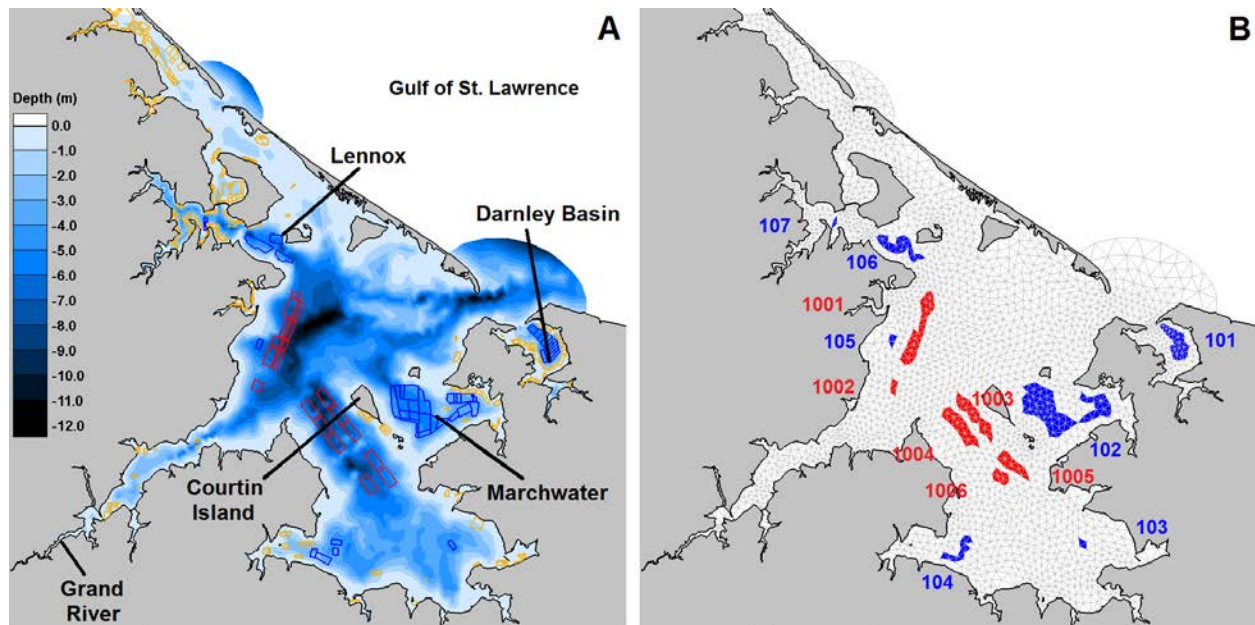 A
Gulf of St. Lawrence
Depth (m)
0.0
-1.0
-2.0
-3.0
-4.0
-5.0
-6.0
-7.0
-8.0
-9.0
-10.0
-11.0
-12.0
Lennox
Darnley Basin
Courtin
Island
Marchwater
Grand
River
B
107
106
1001
105
101
1002
1003
1004
102
1006
1005
103
104